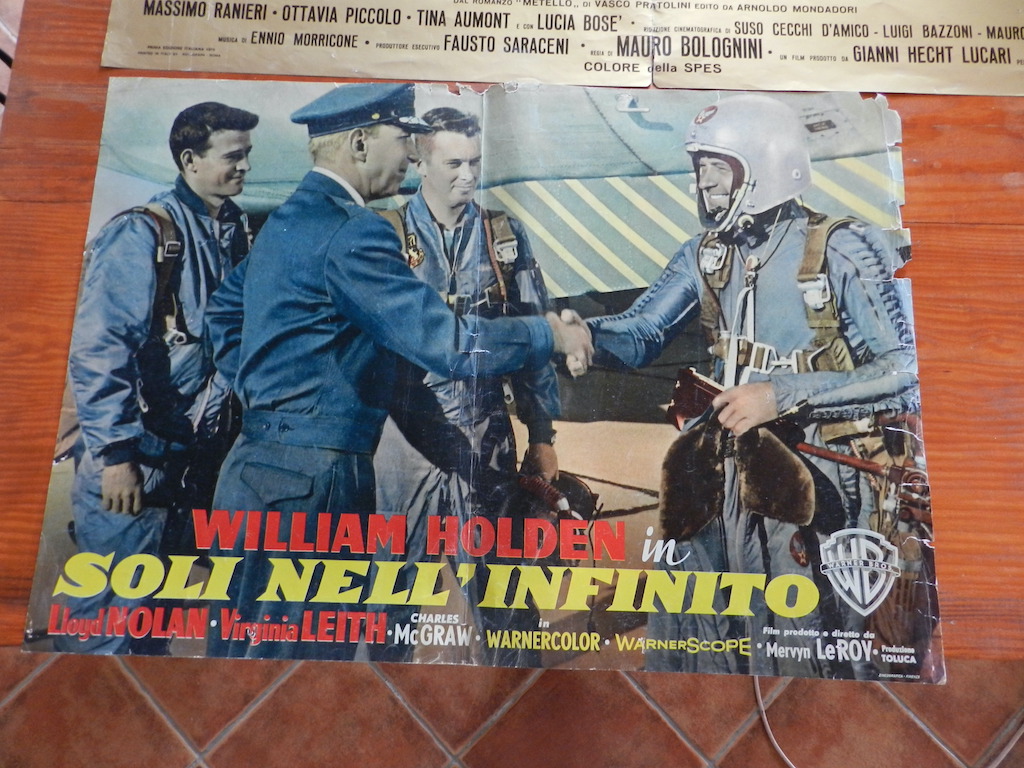 DAL ROMANZO "METELLO" DI VASCO PRATOLINI EDITO DA ARNOLDO MONDADORI
MASSIMO RANIERI · OTTAVIA PICCOLO · TINA AUMONT E CON LUCIA BOSE' · RIDUZIONE CINEMATOGRAFICA DI SUSO CECCHI D'AMICO - LUIGI BAZZONI - MAURO
MUSICA DI ENNIO MORRICONE · PRODUTTORE ESECUTIVO FAUSTO SARACENI · REGIA DI MAURO BOLOGNINI · UN FILM PRODOTTO DA GIANNI HECHT LUCARI
COLORE della SPES
WILLIAM HOLDEN in
SOLI NELL'INFINITO
Lloyd NOLAN · Virginia LEITH · CHARLES McGRAW · in WARNERCOLOR · WARNERSCOPE · Film prodotto e diretto da Mervyn LeROY · Produzione TOLUCA
WB
WARNER BROS